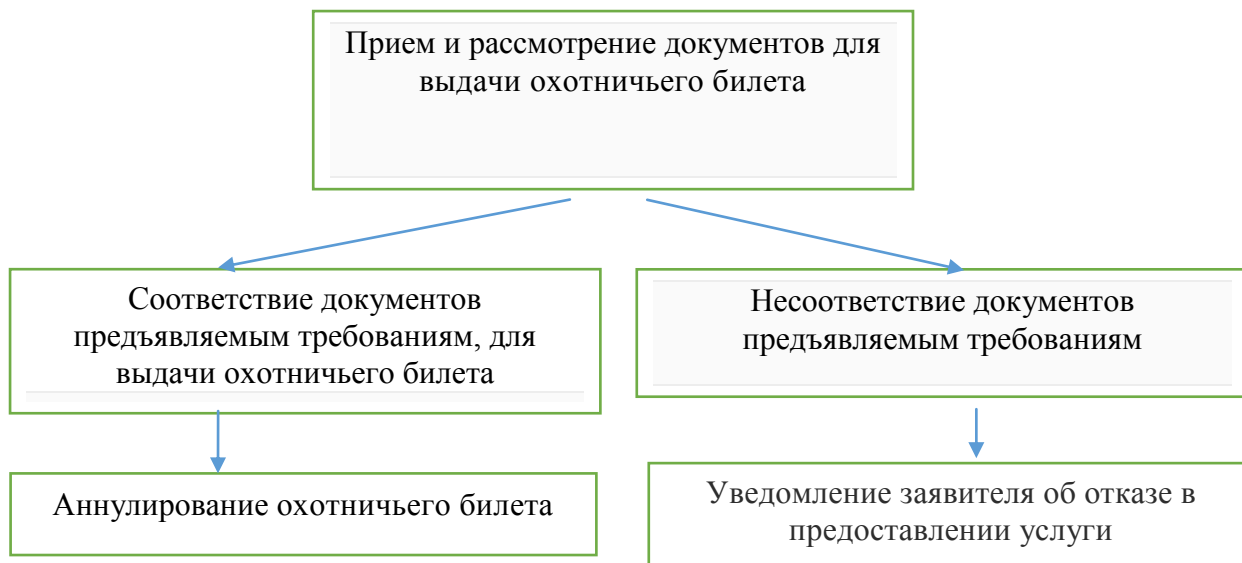 Прием и рассмотрение документов для
выдачи охотничьего билета
Соответствие документов
предъявляемым требованиям, для
выдачи охотничьего билета
Несоответствие документов
предъявляемым требованиям
Аннулирование охотничьего билета
Уведомление заявителя об отказе в
предоставлении услуги